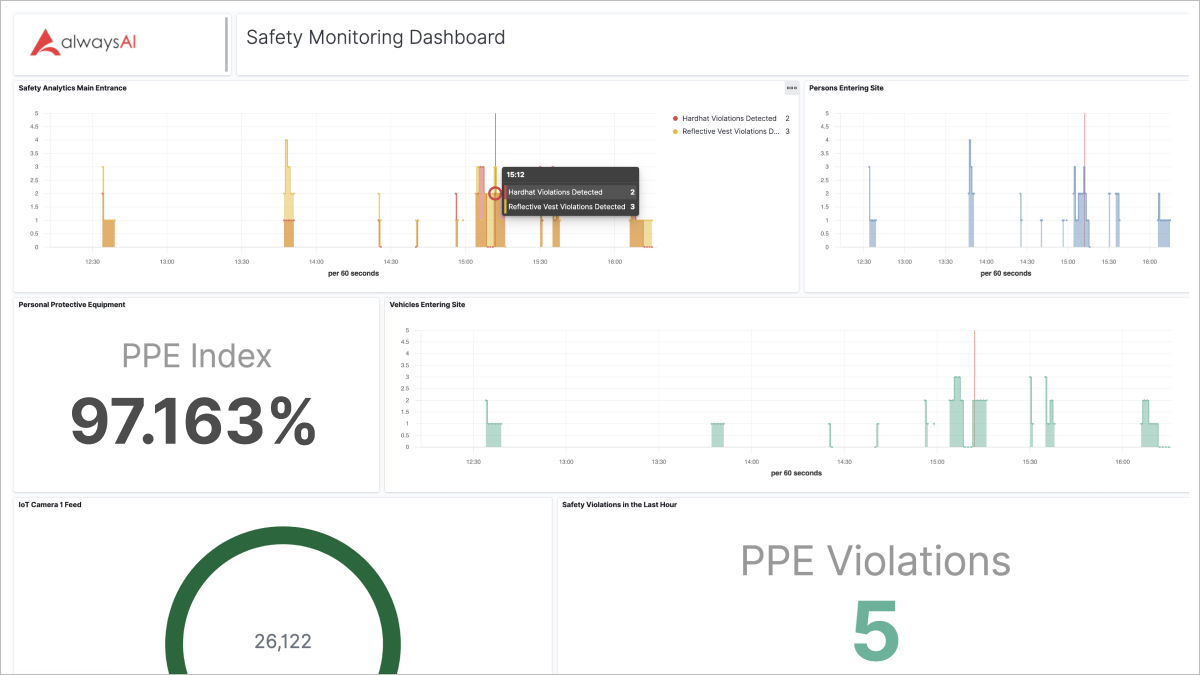 alwaysAI
Safety Monitoring Dashboard
Safety Analytics Main Entrance
5
4.5
4
3.5
3
2.5
2
1.5
1
0.5
0
12:30 13:00 13:30 14:00 14:30 15:00 15:30 16:00
per 60 seconds
Hardhat Violations Detected 2
Reflective Vest Violations D... 3
15:12
Hardhat Violations Detected 2
Reflective Vest Violations Detected 3
Persons Entering Site
5
4.5
4
3.5
3
2.5
2
1.5
1
0.5
0
12:30 13:00 13:30 14:00 14:30 15:00 15:30 16:00
per 60 seconds
Personal Protective Equipment
PPE Index
97.163%
Vehicles Entering Site
5
4.5
4
3.5
3
2.5
2
1.5
1
0.5
0
12:30 13:00 13:30 14:00 14:30 15:00 15:30 16:00
per 60 seconds
IoT Camera 1 Feed
26,122
Safety Violations in the Last Hour
PPE Violations
5